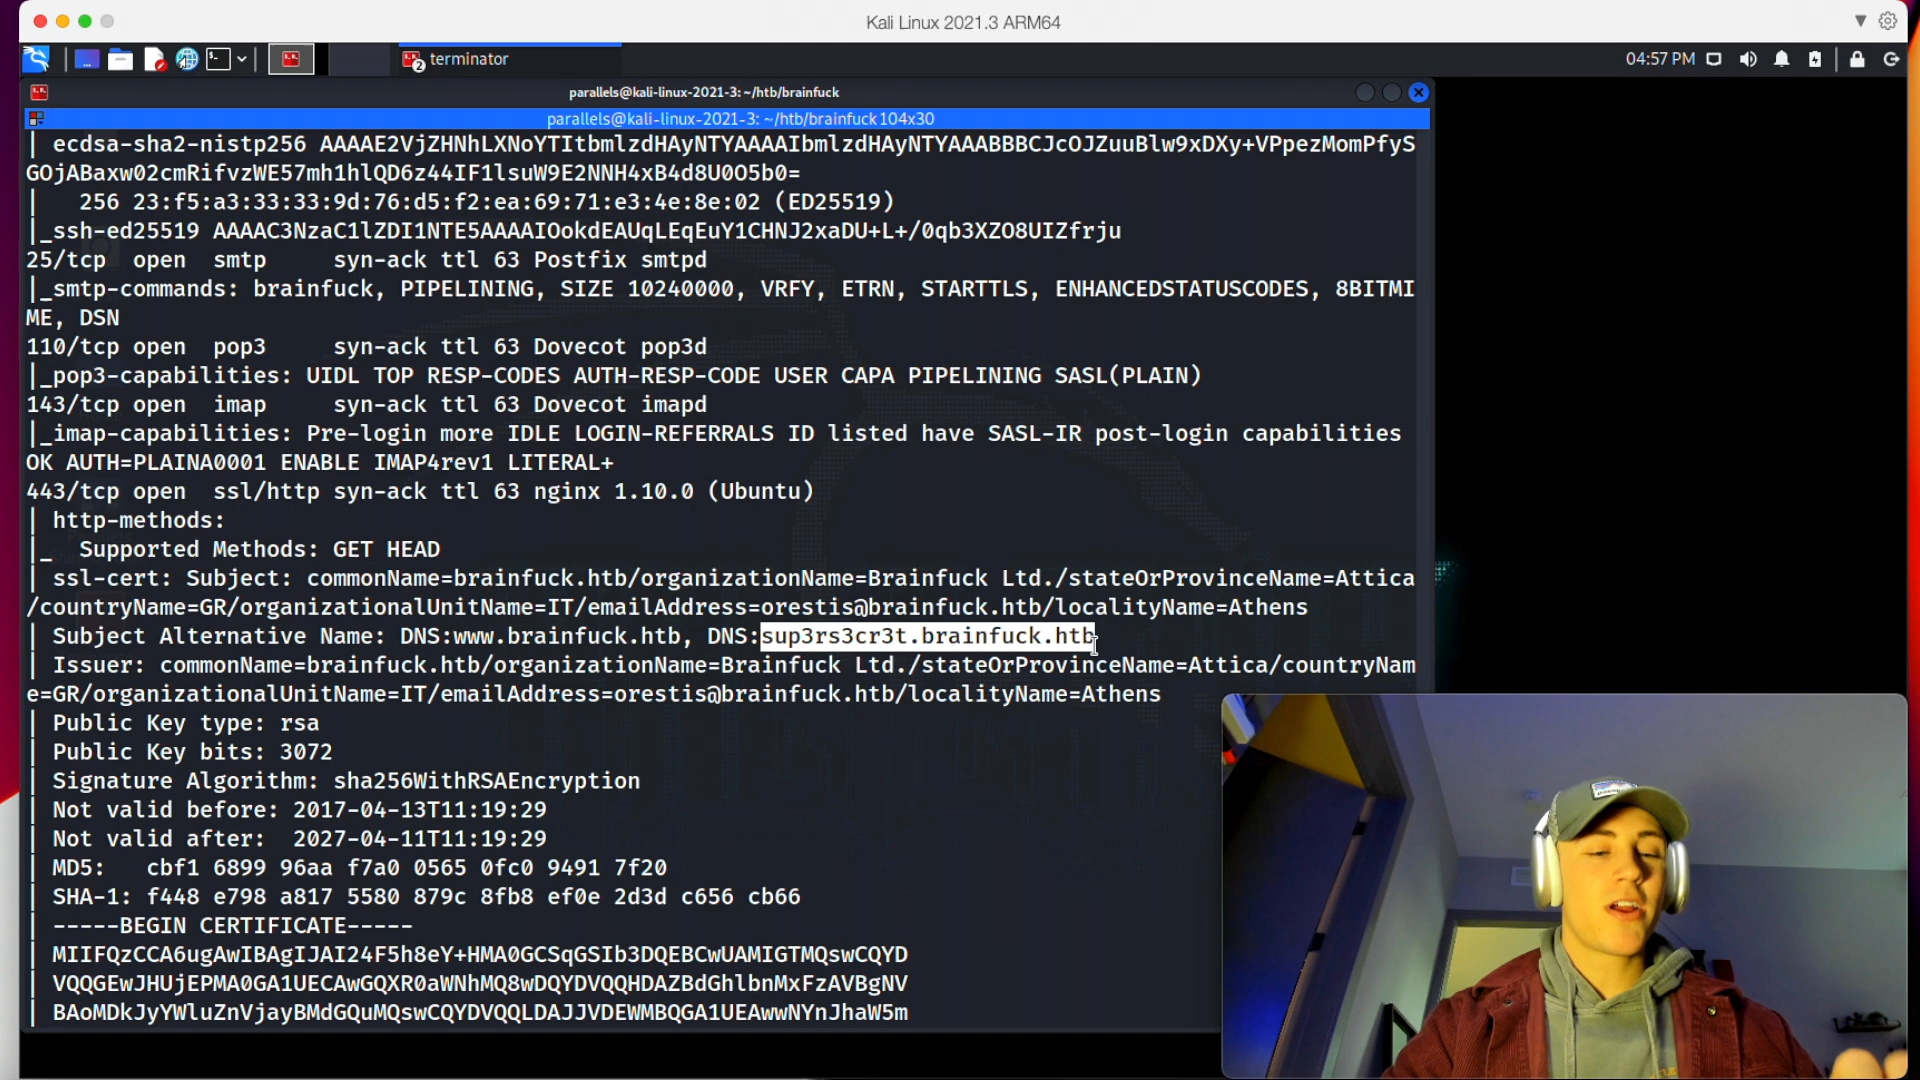 Kali Linux 2021.3 ARM64
terminator
04:57 PM
parallels@kali-linux-2021-3: ~/htb/brainfuck
parallels@kali-linux-2021-3: ~/htb/brainfuck 104x30
| ecdsa-sha2-nistp256 AAAAE2VjZHNhLXNoYTItbmlzdHAyNTYAAAAIbmlzdHAyNTYAAABBBCJcOJZuuBlw9xDXy+VPpezMomPfyS
GOjABaxw02cmRifvzWE57mh1hlQD6z44IF1lsuW9E2NNH4xB4d8U0O5b0=
|   256 23:f5:a3:33:33:9d:76:d5:f2:ea:69:71:e3:4e:8e:02 (ED25519)
|_ssh-ed25519 AAAAC3NzaC1lZDI1NTE5AAAAIOokdEAUqLEqEuY1CHNJ2xaDU+L+/0qb3XZO8UIZfrju
25/tcp  open  smtp     syn-ack ttl 63 Postfix smtpd
|_smtp-commands: brainfuck, PIPELINING, SIZE 10240000, VRFY, ETRN, STARTTLS, ENHANCEDSTATUSCODES, 8BITMI
ME, DSN
110/tcp open  pop3     syn-ack ttl 63 Dovecot pop3d
|_pop3-capabilities: UIDL TOP RESP-CODES AUTH-RESP-CODE USER CAPA PIPELINING SASL(PLAIN)
143/tcp open  imap     syn-ack ttl 63 Dovecot imapd
|_imap-capabilities: Pre-login more IDLE LOGIN-REFERRALS ID listed have SASL-IR post-login capabilities
OK AUTH=PLAINA0001 ENABLE IMAP4rev1 LITERAL+
443/tcp open  ssl/http syn-ack ttl 63 nginx 1.10.0 (Ubuntu)
| http-methods:
|_  Supported Methods: GET HEAD
| ssl-cert: Subject: commonName=brainfuck.htb/organizationName=Brainfuck Ltd./stateOrProvinceName=Attica
/countryName=GR/organizationalUnitName=IT/emailAddress=orestis@brainfuck.htb/localityName=Athens
| Subject Alternative Name: DNS:www.brainfuck.htb, DNS:sup3rs3cr3t.brainfuck.htb
| Issuer: commonName=brainfuck.htb/organizationName=Brainfuck Ltd./stateOrProvinceName=Attica/countryNam
e=GR/organizationalUnitName=IT/emailAddress=orestis@brainfuck.htb/localityName=Athens
| Public Key type: rsa
| Public Key bits: 3072
| Signature Algorithm: sha256WithRSAEncryption
| Not valid before: 2017-04-13T11:19:29
| Not valid after:  2027-04-11T11:19:29
| MD5:   cbf1 6899 96aa f7a0 0565 0fc0 9491 7f20
| SHA-1: f448 e798 a817 5580 879c 8fb8 ef0e 2d3d c656 cb66
| -----BEGIN CERTIFICATE-----
| MIIFQzCCA6ugAwIBAgIJAI24F5h8eY+HMA0GCSqGSIb3DQEBCwUAMIGTMQswCQYD
| VQQGEwJHUjEPMA0GA1UECAwGQXR0aWNhMQ8wDQYDVQQHDAZBdGhlbnMxFzAVBgNV
| BAoMDkJyYWluZnVjayBMdGQuMQswCQYDVQQLDAJJVDEWMBQGA1UEAwwNYnJhaW5m